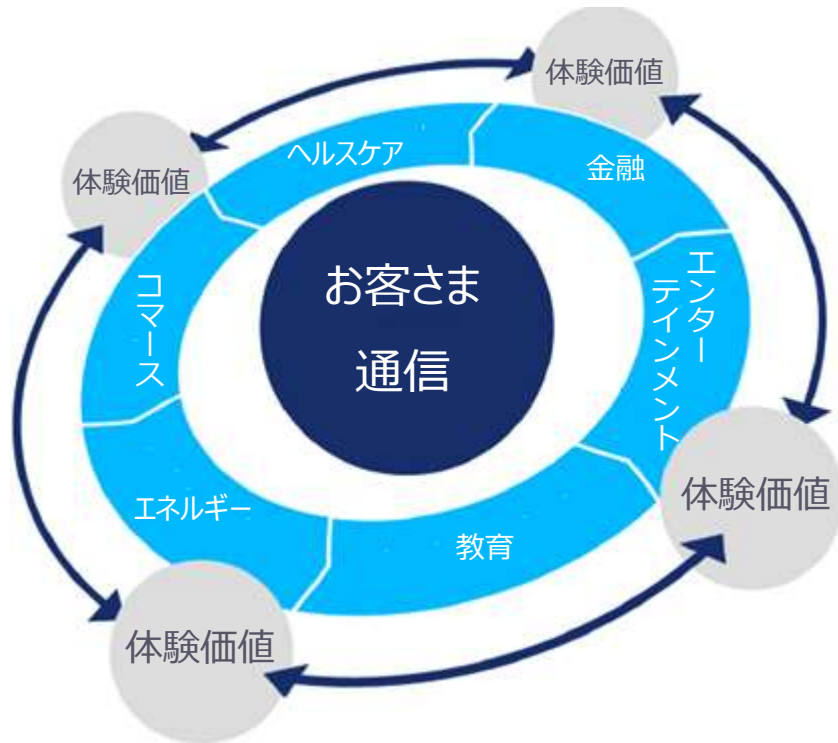 体験価値
体験価値
ヘルスケア
金融
お客さま
通信
コマース
エンター
テインメント
エネルギー
教育
体験価値
体験価値